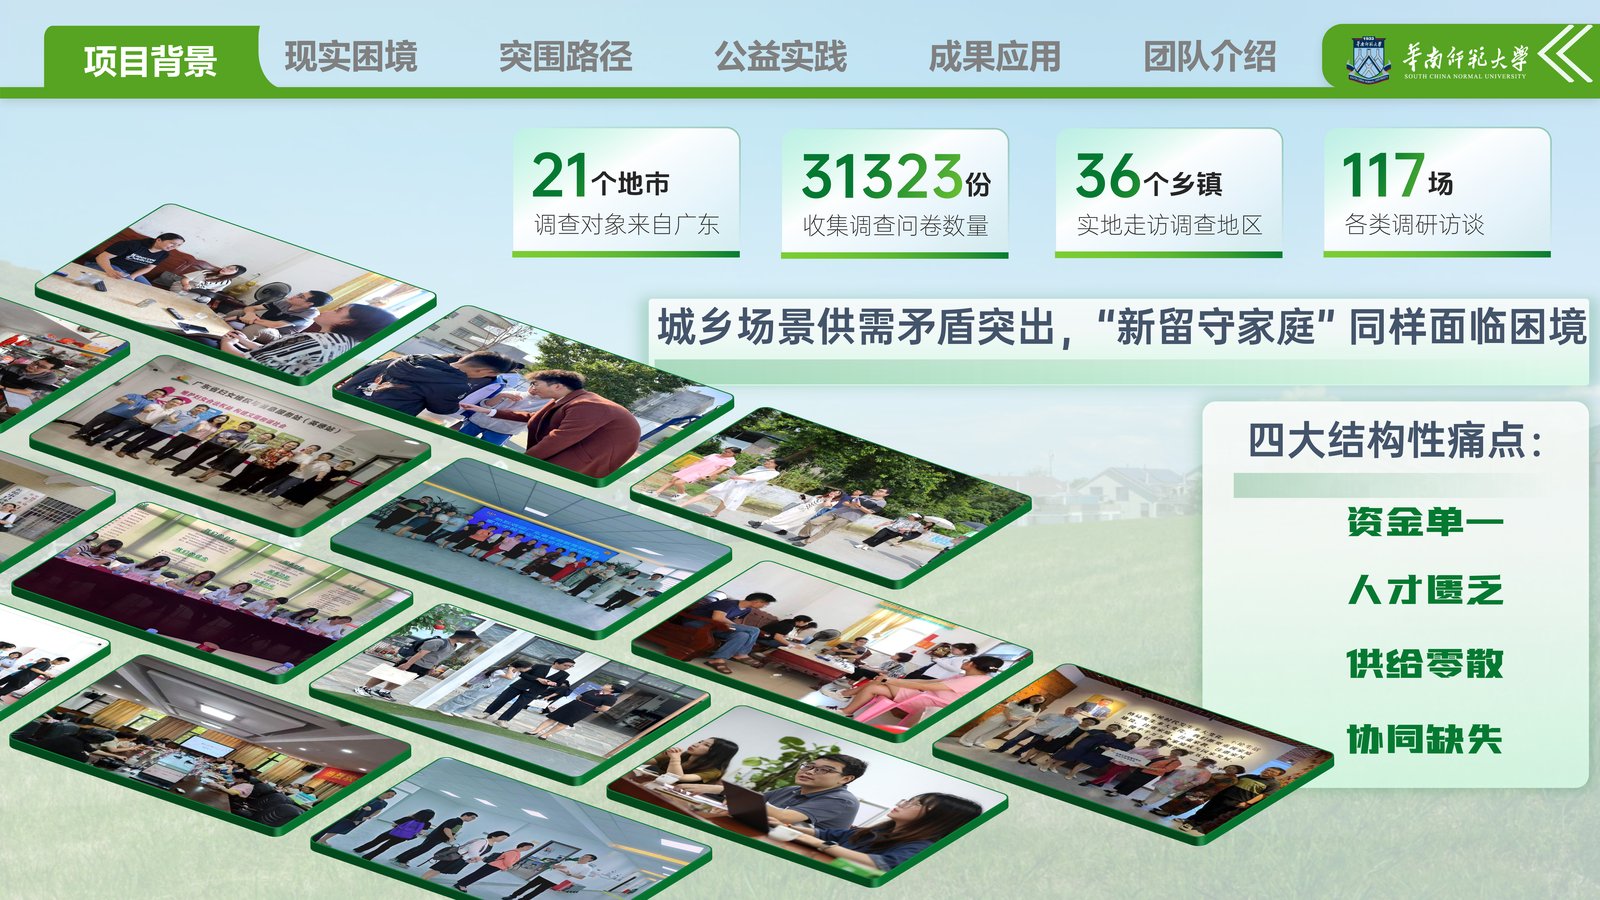 项目背景
现实困境
突围路径
公益实践
成果应用
团队介绍
1933
华南师范大学
SOUTH CHINA NORMAL UNIVERSITY
21个地市
调查对象来自广东
31323份
收集调查问卷数量
36个乡镇
实地走访调查地区
117场
各类调研访谈
城乡场景供需矛盾突出，“新留守家庭”同样面临困境
四大结构性痛点：
资金单一
人才匮乏
供给零散
协同缺失